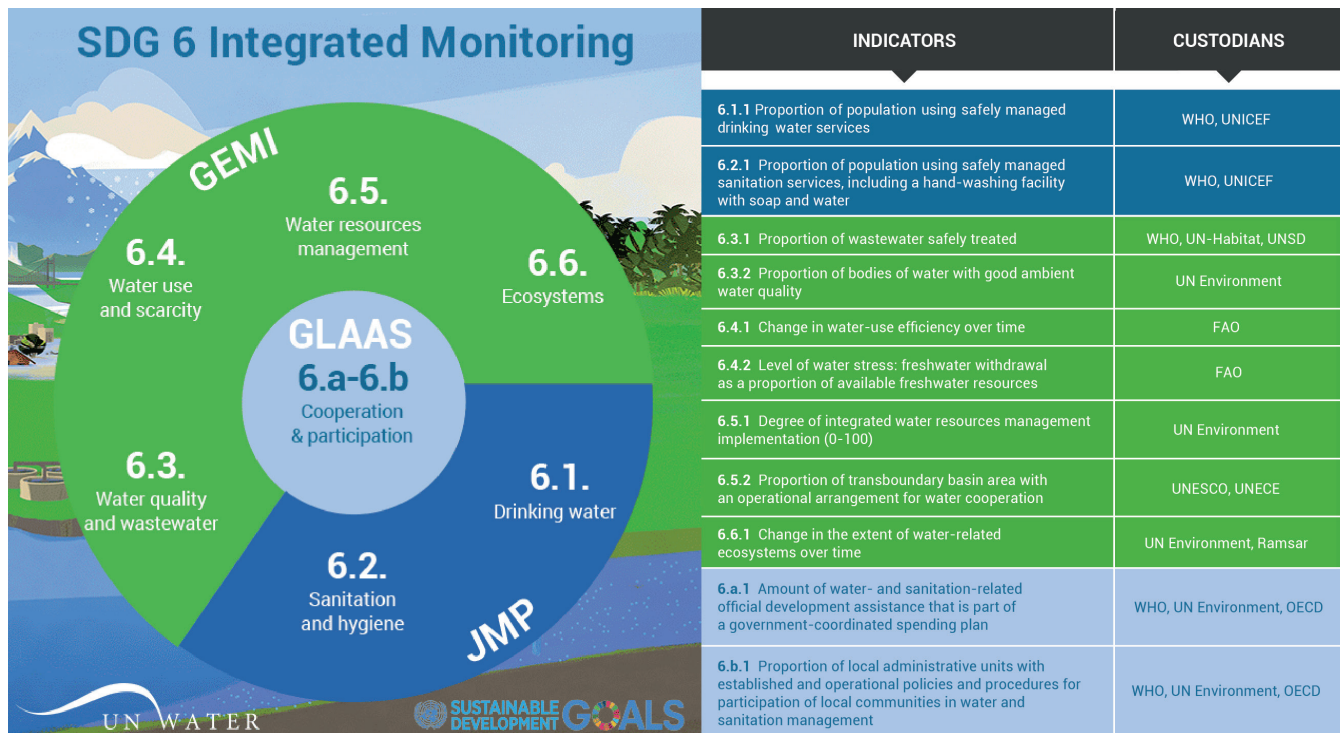 SDG 6 Integrated Monitoring
GEMI
6.5.
Water resources
management
6.4.
Water use
and scarcity
6.6.
Ecosystems
GLAAS
6.a-6.b
Cooperation
& participation
6.3.
Water quality
and wastewater
6.1.
Drinking water
6.2.
Sanitation
and hygiene
JMP
UN WATER
SUSTAINABLE
DEVELOPMENT
GOALS
INDICATORS
CUSTODIANS
6.1.1 Proportion of population using safely managed
drinking water services
WHO, UNICEF
6.2.1 Proportion of population using safely managed
sanitation services, including a hand-washing facility
with soap and water
WHO, UNICEF
6.3.1 Proportion of wastewater safely treated
WHO, UN-Habitat, UNSD
6.3.2 Proportion of bodies of water with good ambient
water quality
UN Environment
6.4.1 Change in water-use efficiency over time
FAO
6.4.2 Level of water stress: freshwater withdrawal
as a proportion of available freshwater resources
FAO
6.5.1 Degree of integrated water resources management
implementation (0-100)
UN Environment
6.5.2 Proportion of transboundary basin area with
an operational arrangement for water cooperation
UNESCO, UNECE
6.6.1 Change in the extent of water-related
ecosystems over time
UN Environment, Ramsar
6.a.1 Amount of water- and sanitation-related
official development assistance that is part of
a government-coordinated spending plan
WHO, UN Environment, OECD
6.b.1 Proportion of local administrative units with
established and operational policies and procedures for
participation of local communities in water and
sanitation management
WHO, UN Environment, OECD